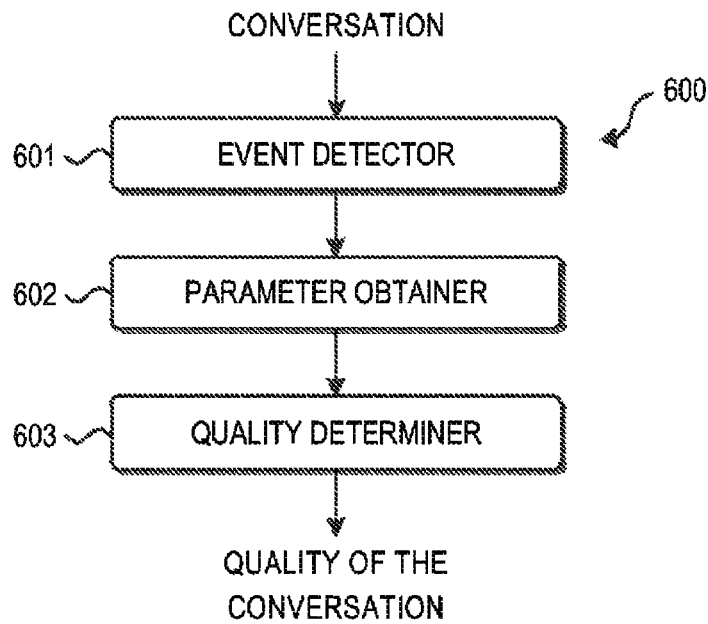 CONVERSATION
600
601
EVENT DETECTOR
602
PARAMETER OBTAINER
603
QUALITY DETERMINER
QUALITY OF THE
CONVERSATION